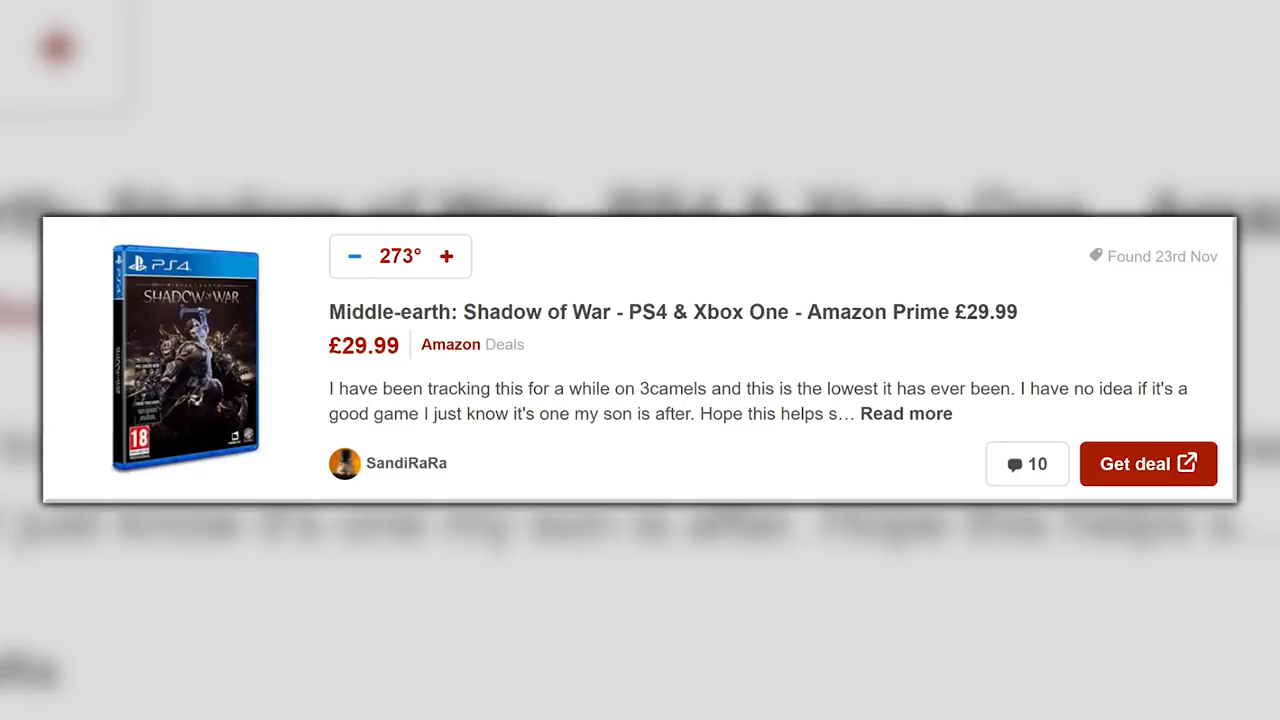 273°
Found 23rd Nov
Middle-earth: Shadow of War - PS4 & Xbox One - Amazon Prime £29.99
£29.99
Amazon Deals
I have been tracking this for a while on 3camels and this is the lowest it has ever been. I have no idea if it's a
good game I just know it's one my son is after. Hope this helps s… Read more
SandiRaRa
10
Get deal
PS4
SHADOW OF WAR
18